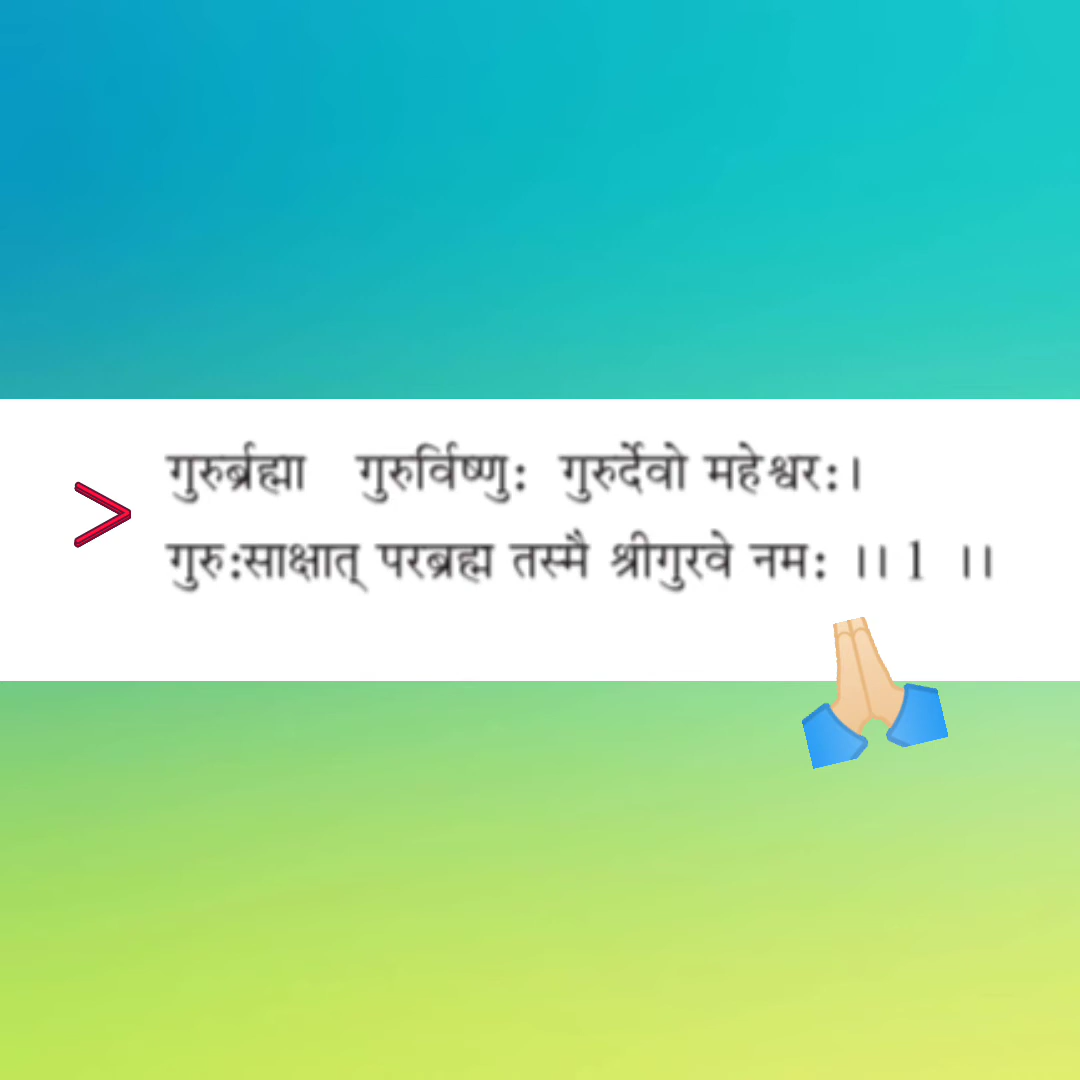 गुरुर्ब्रह्मा गुरुर्विष्णुः गुरुर्देवो महेश्वरः।
गुरुःसाक्षात् परब्रह्म तस्मै श्रीगुरवे नमः ।। 1 ।।